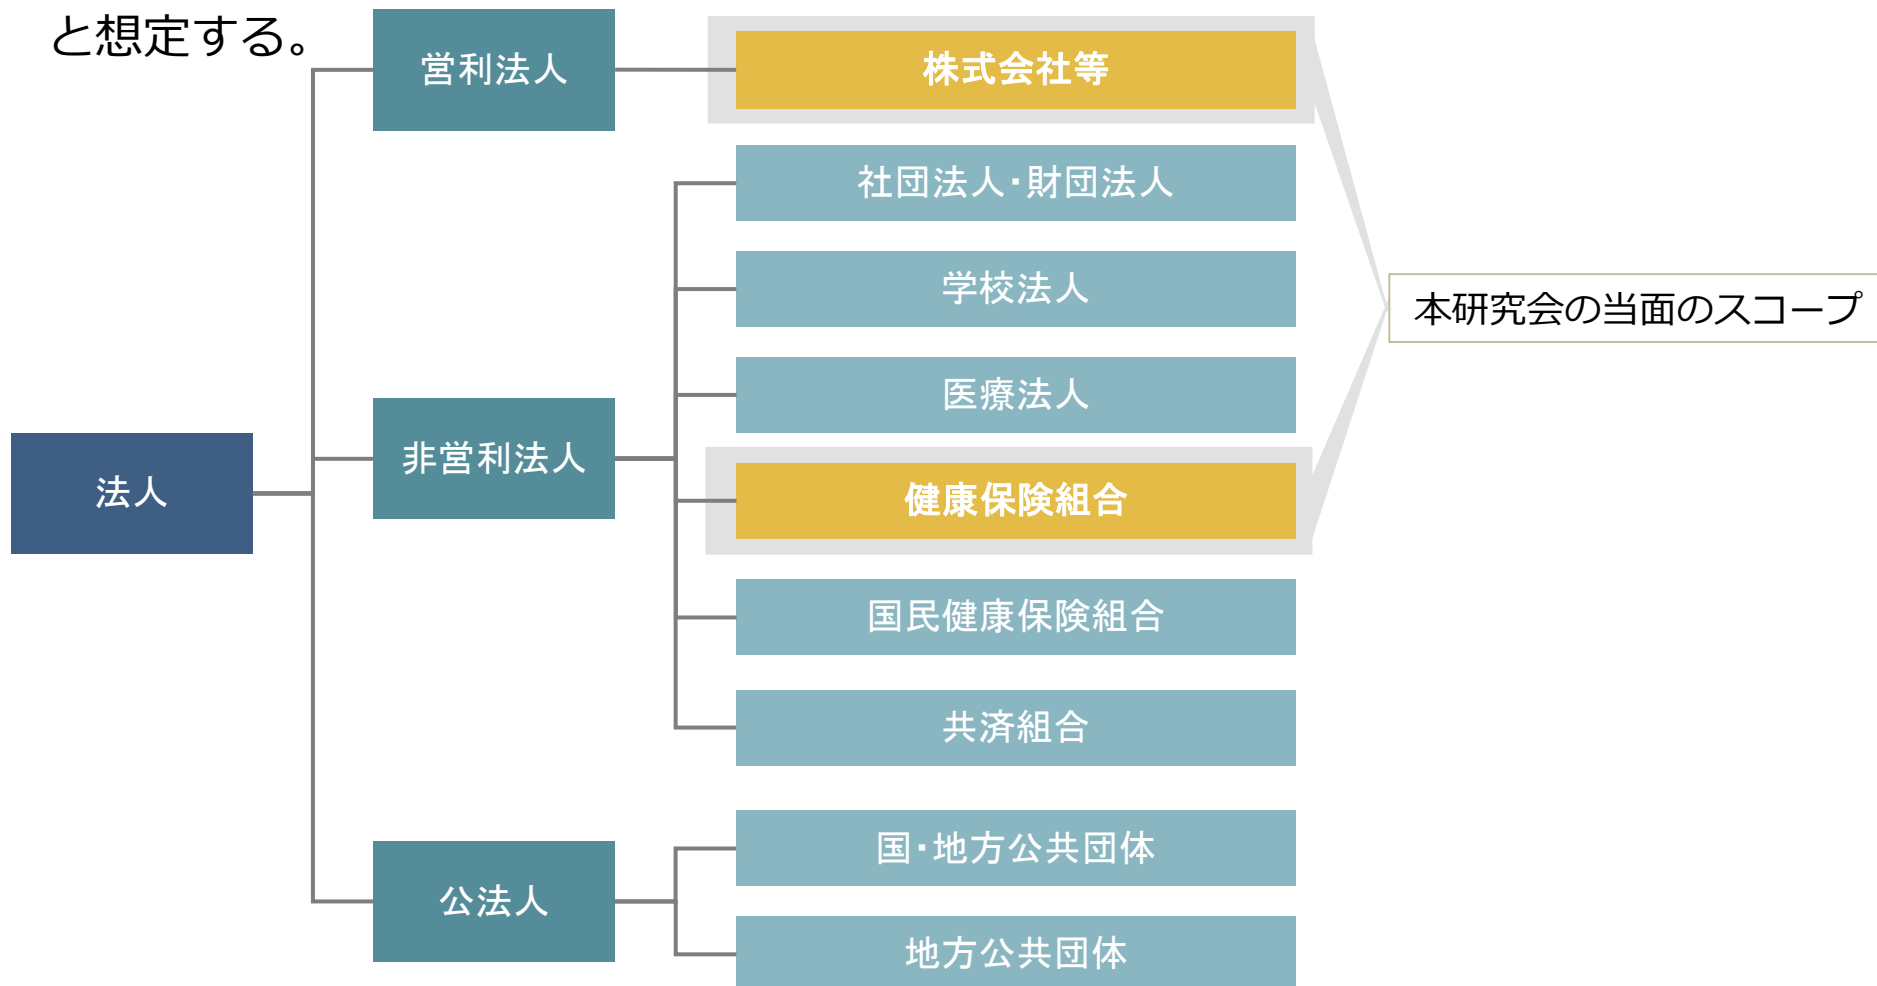 と想定する。
営利法人
株式会社等
社団法人・財団法人
学校法人
医療法人
本研究会の当面のスコープ
法人
非営利法人
健康保険組合
国民健康保険組合
共済組合
公法人
国・地方公共団体
地方公共団体